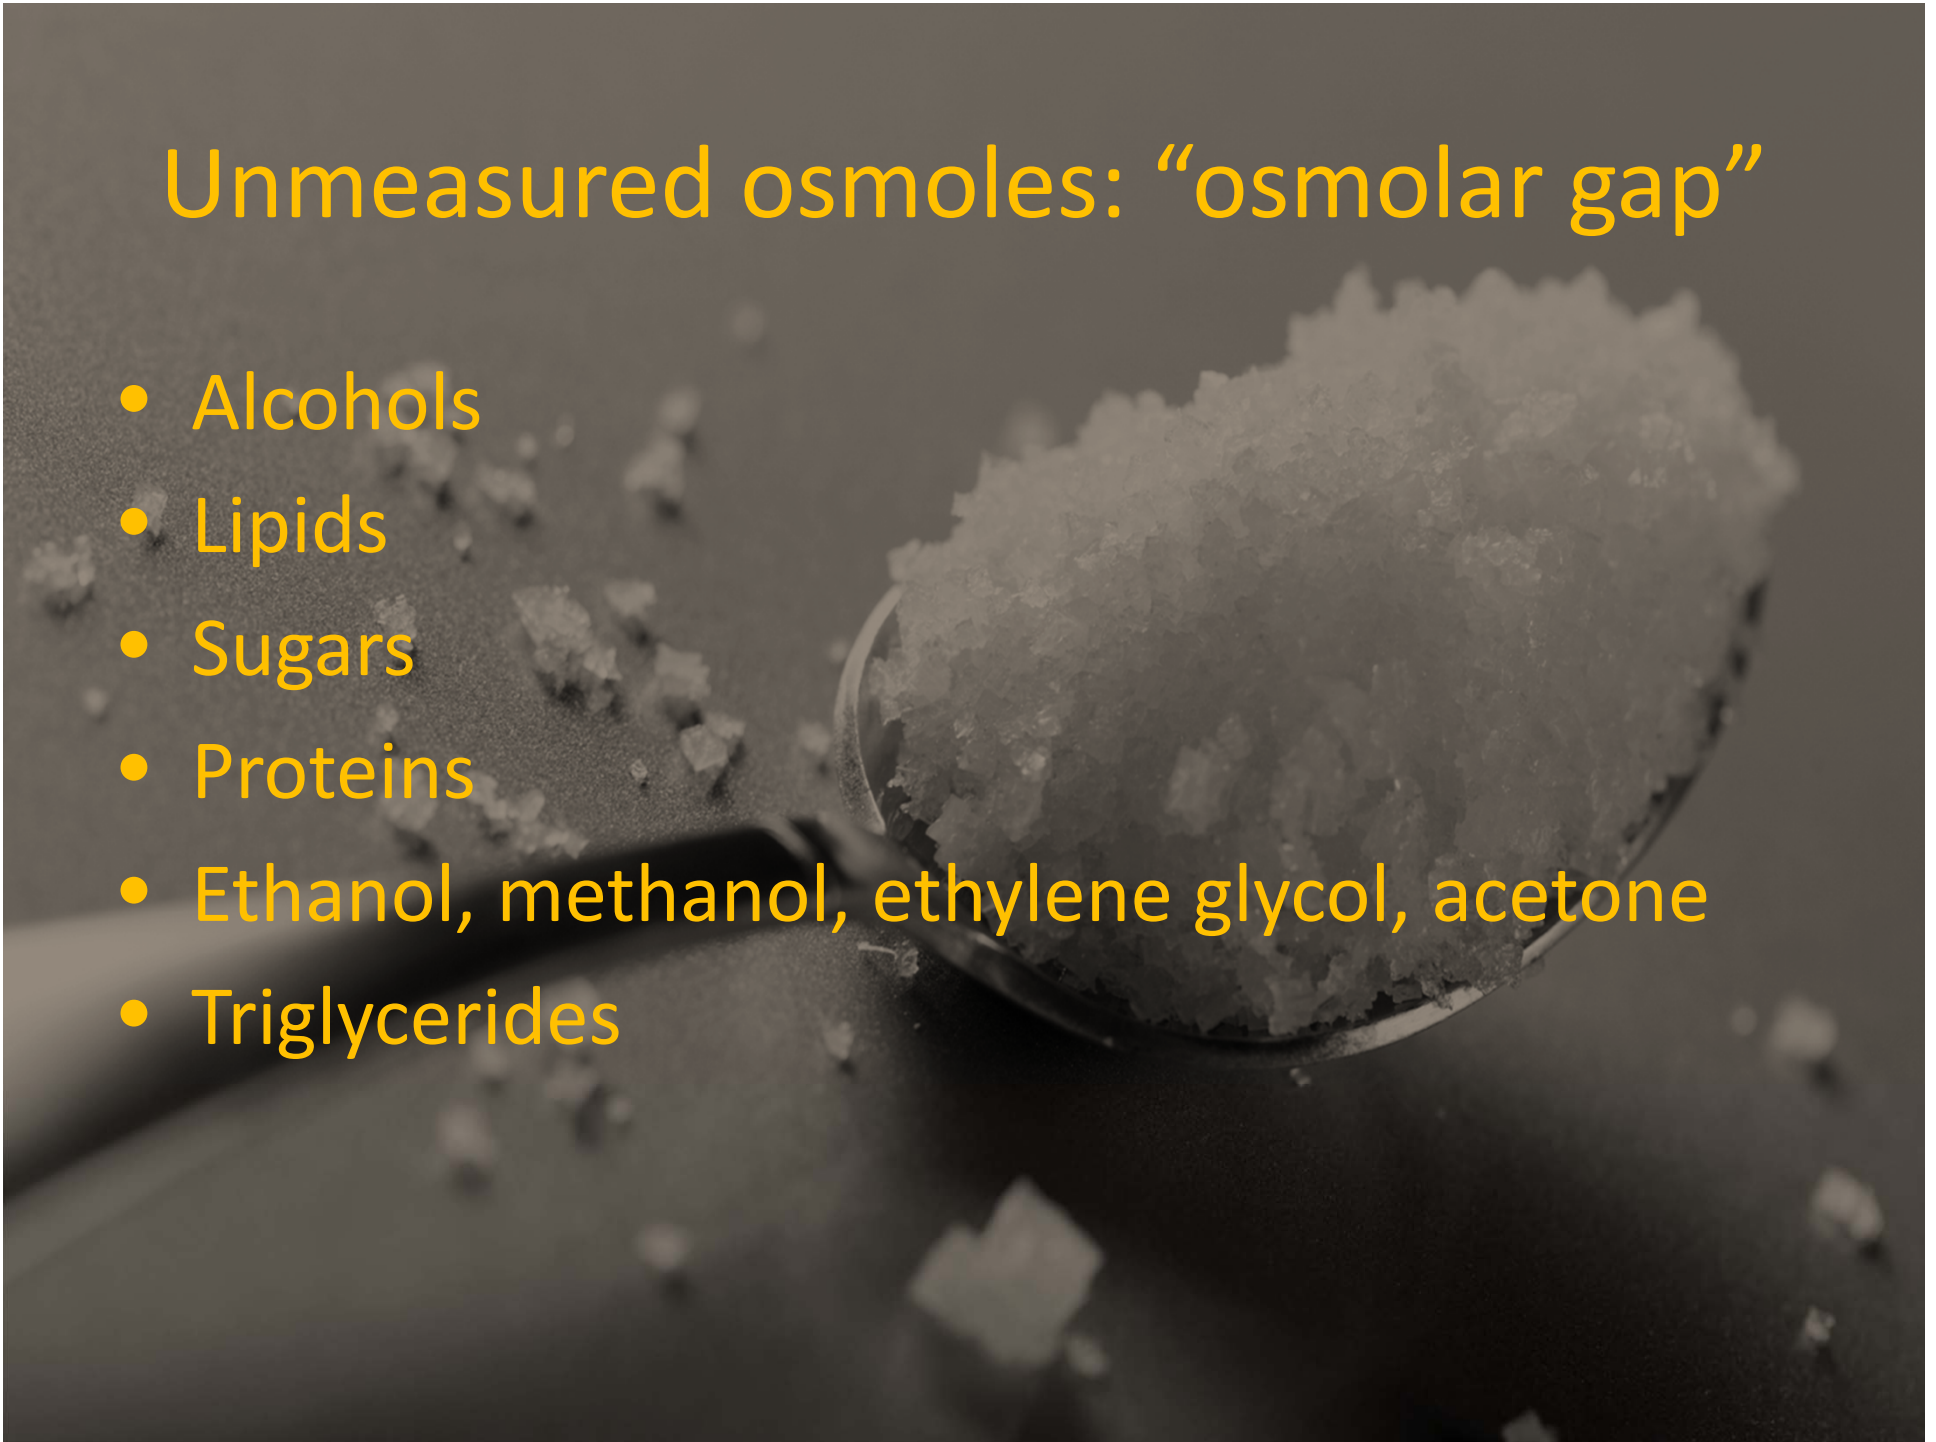 Unmeasured osmoles: “osmolar gap”
• Alcohols
• Lipids
• Sugars
• Proteins
• Ethanol, methanol, ethylene glycol, acetone
• Triglycerides